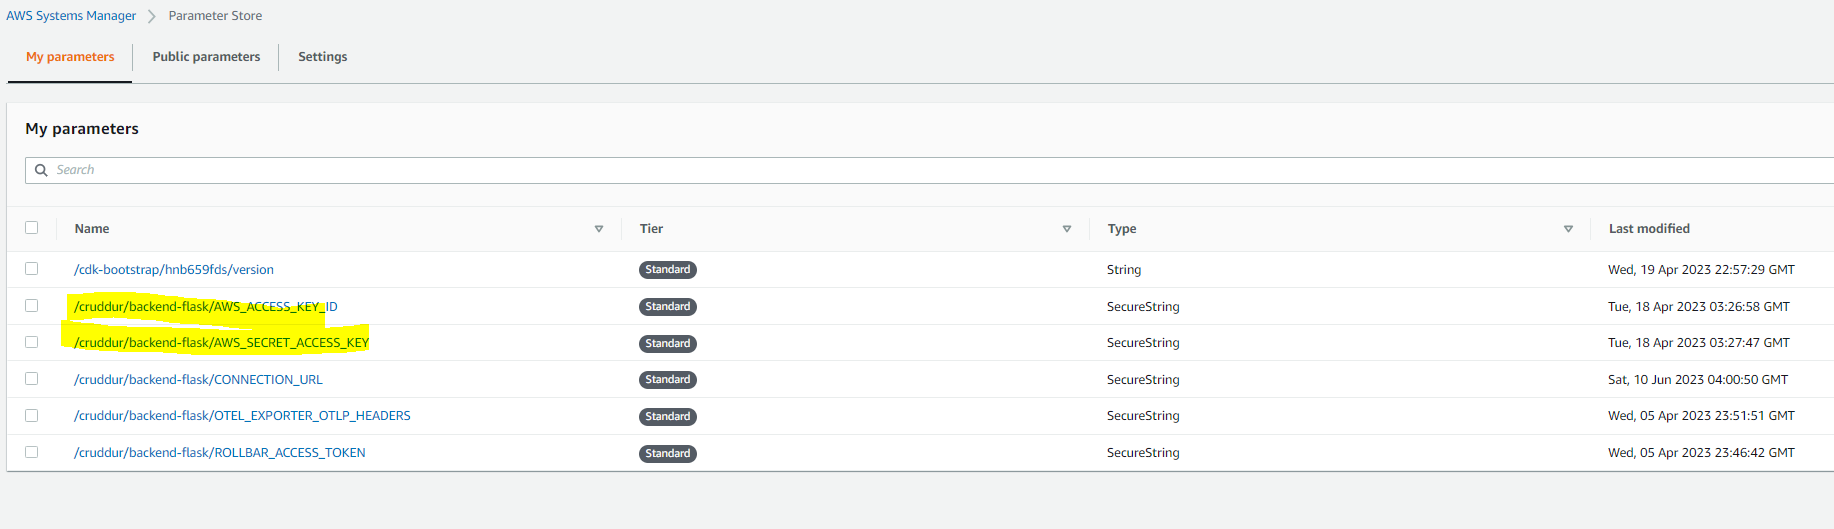 AWS Systems Manager > Parameter Store
My parameters Public parameters Settings
My parameters
Search
Name Tier Type Last modified
/cdk-bootstrap/hnb659fds/version Standard String Wed, 19 Apr 2023 22:57:29 GMT
/cruddur/backend-flask/AWS_ACCESS_KEY_ID Standard SecureString Tue, 18 Apr 2023 03:26:58 GMT
/cruddur/backend-flask/AWS_SECRET_ACCESS_KEY Standard SecureString Tue, 18 Apr 2023 03:27:47 GMT
/cruddur/backend-flask/CONNECTION_URL Standard SecureString Sat, 10 Jun 2023 04:00:50 GMT
/cruddur/backend-flask/OTEL_EXPORTER_OTLP_HEADERS Standard SecureString Wed, 05 Apr 2023 23:51:51 GMT
/cruddur/backend-flask/ROLLBAR_ACCESS_TOKEN Standard SecureString Wed, 05 Apr 2023 23:46:42 GMT